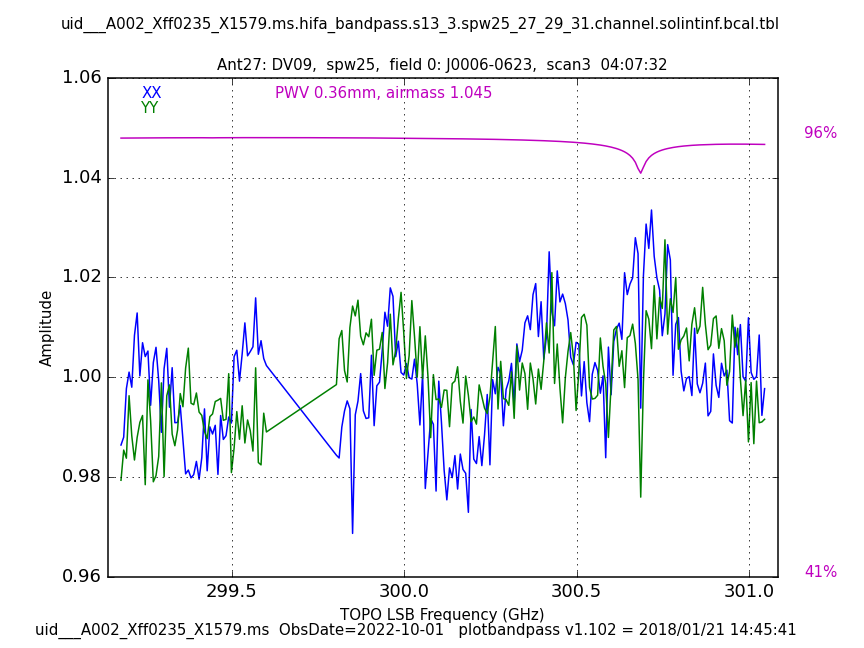 uid___A002_Xff0235_X1579.ms.hifa_bandpass.s13_3.spw25_27_29_31.channel.solintinf.bcal.tbl
Ant27: DV09,  spw25,  field 0: J0006-0623,  scan3  04:07:32
1.06
XX
PWV 0.36mm, airmass 1.045
YY
96%
1.04
1.02
Amplitude
1.00
0.98
0.96
41%
299.5 300.0 300.5 301.0
TOPO LSB Frequency (GHz)
uid___A002_Xff0235_X1579.ms  ObsDate=2022-10-01   plotbandpass v1.102 = 2018/01/21 14:45:41